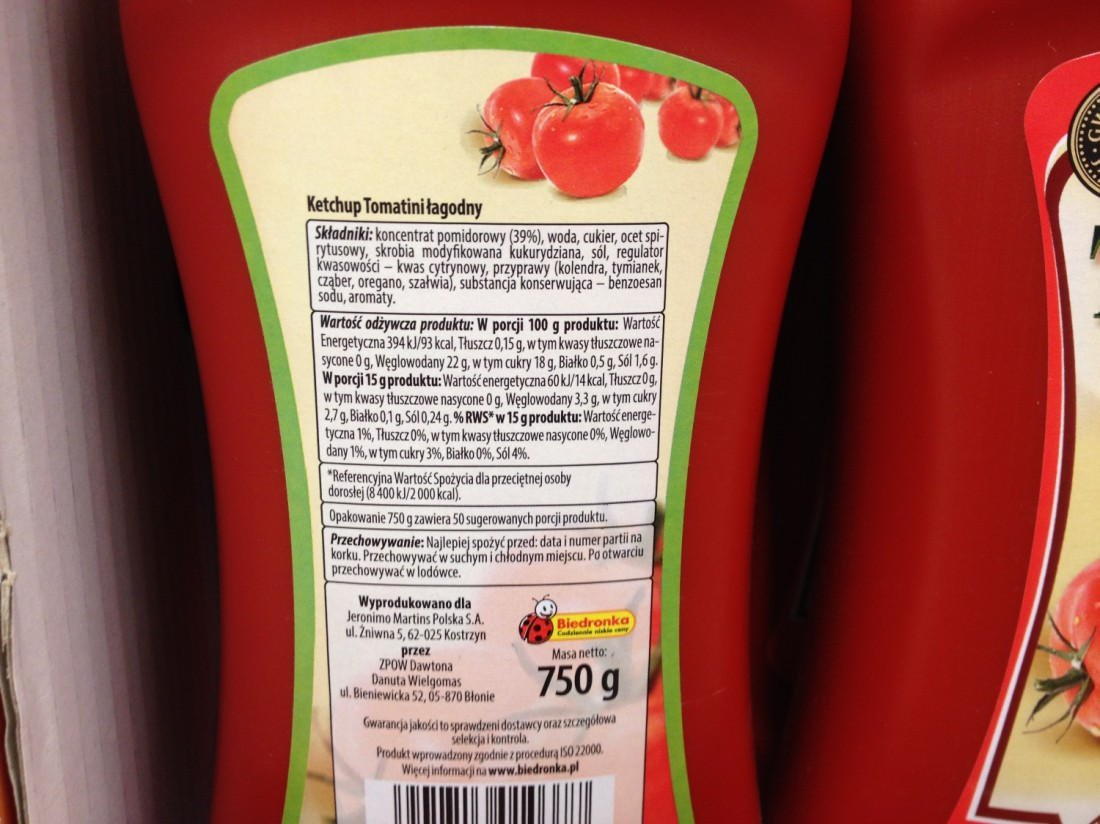 Ketchup Tomatini łagodny
Składniki: koncentrat pomidorowy (39%), woda, cukier, ocet spi-
rytusowy, skrobia modyfikowana kukurydziana, sól, regulator
kwasowości – kwas cytrynowy, przyprawy (kolendra, tymianek,
cząber, oregano, szałwia), substancja konserwująca – benzoesan
sodu, aromaty.
Wartość odżywcza produktu: W porcji 100 g produktu: Wartość
Energetyczna 394 kJ/93 kcal, Tłuszcz 0,15 g, w tym kwasy tłuszczowe na-
sycone 0 g, Węglowodany 22 g, w tym cukry 18 g, Białko 0,5 g, Sól 1,6 g.
W porcji 15 g produktu: Wartość energetyczna 60 kJ/14 kcal, Tłuszcz 0 g,
w tym kwasy tłuszczowe nasycone 0 g, Węglowodany 3,3 g, w tym cukry
2,7 g, Białko 0,1 g, Sól 0,24 g. % RWS* w 15 g produktu: Wartość energe-
tyczna 1%, Tłuszcz 0%, w tym kwasy tłuszczowe nasycone 0%, Węglowo-
dany 1%, w tym cukry 3%, Białko 0%, Sól 4%.
*Referencyjna Wartość Spożycia dla przeciętnej osoby
dorosłej (8 400 kJ/2 000 kcal).
Opakowanie 750 g zawiera 50 sugerowanych porcji produktu.
Przechowywanie: Najlepiej spożyć przed: data i numer partii na
korku. Przechowywać w suchym i chłodnym miejscu. Po otwarciu
przechowywać w lodówce.
Wyprodukowano dla
Jeronimo Martins Polska S.A.
ul. Żniwna 5, 62-025 Kostrzyn
przez
ZPOW Dawtona
Danuta Wielgomas
ul. Bieniewicka 52, 05-870 Błonie
Biedronka
Codziennie niskie ceny
Masa netto:
750 g
Gwarancja jakości to sprawdzeni dostawcy oraz szczegółowa
selekcja i kontrola.
Produkt wprowadzony zgodnie z procedurą ISO 22000.
Więcej informacji na www.biedronka.pl